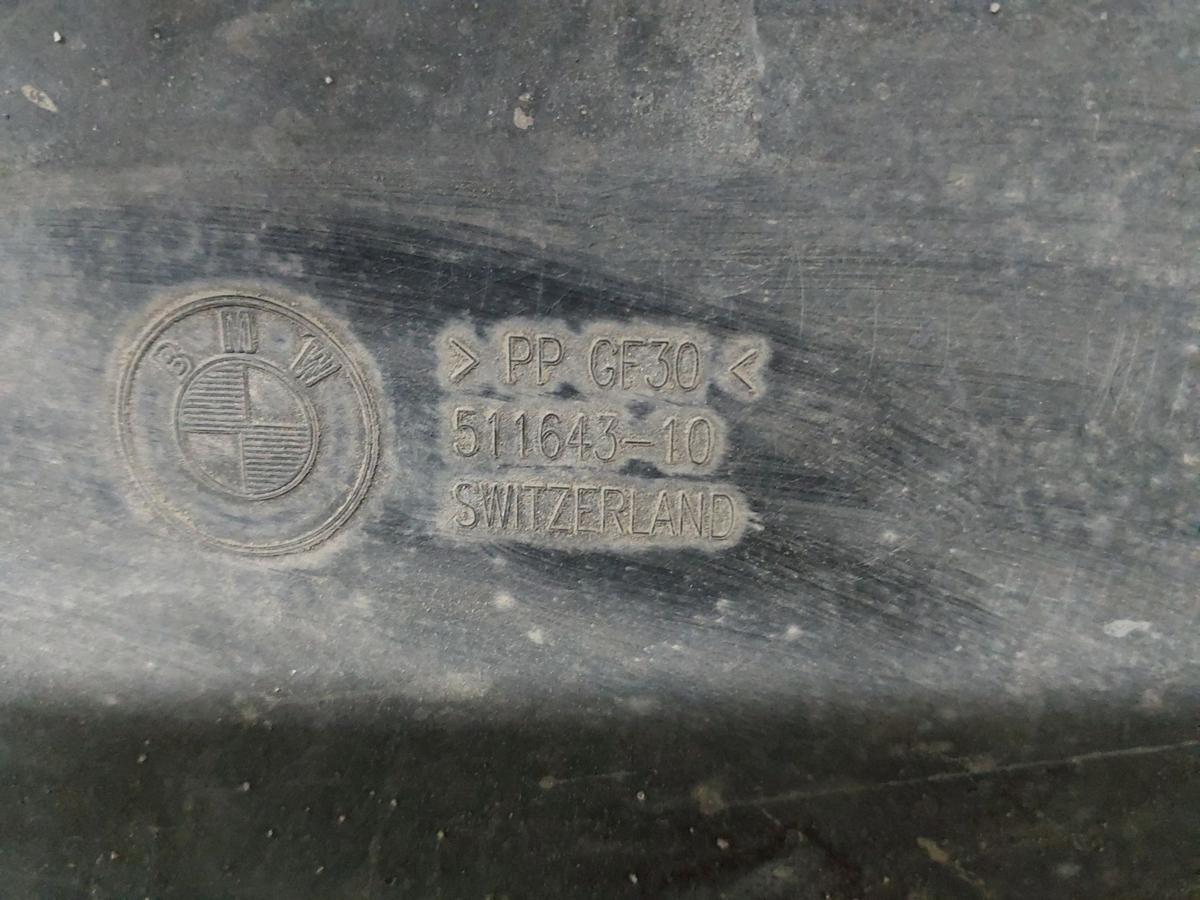 BMW
> PP GF30 <
511643-10
SWITZERLAND